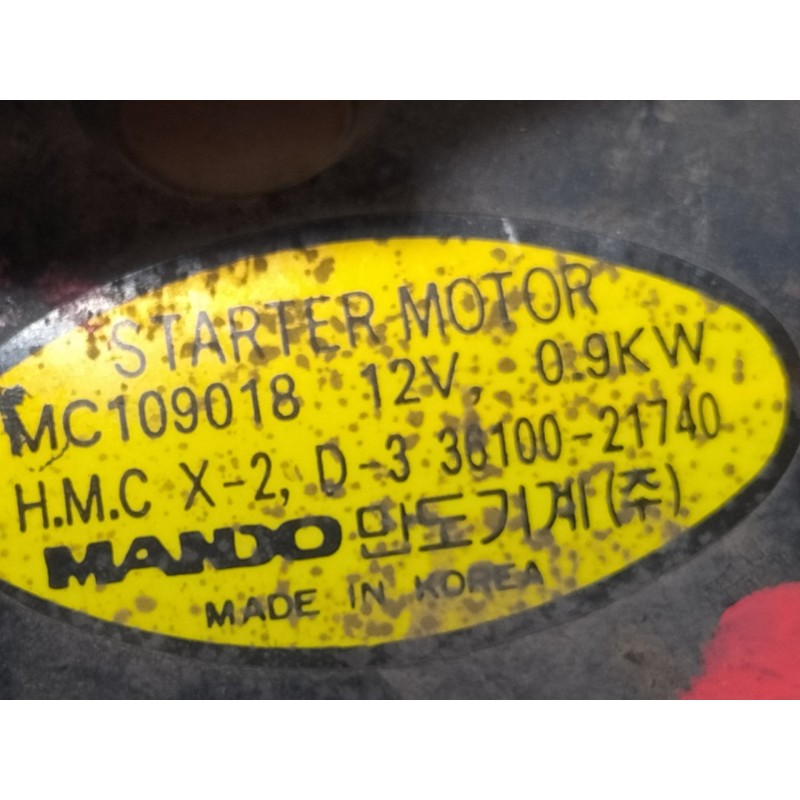 STARTER MOTOR
MC109018 12V, 0.9KW
H.M.C X-2, D-3 36100-21740
MANDO 만도기계(주)
MADE IN KOREA